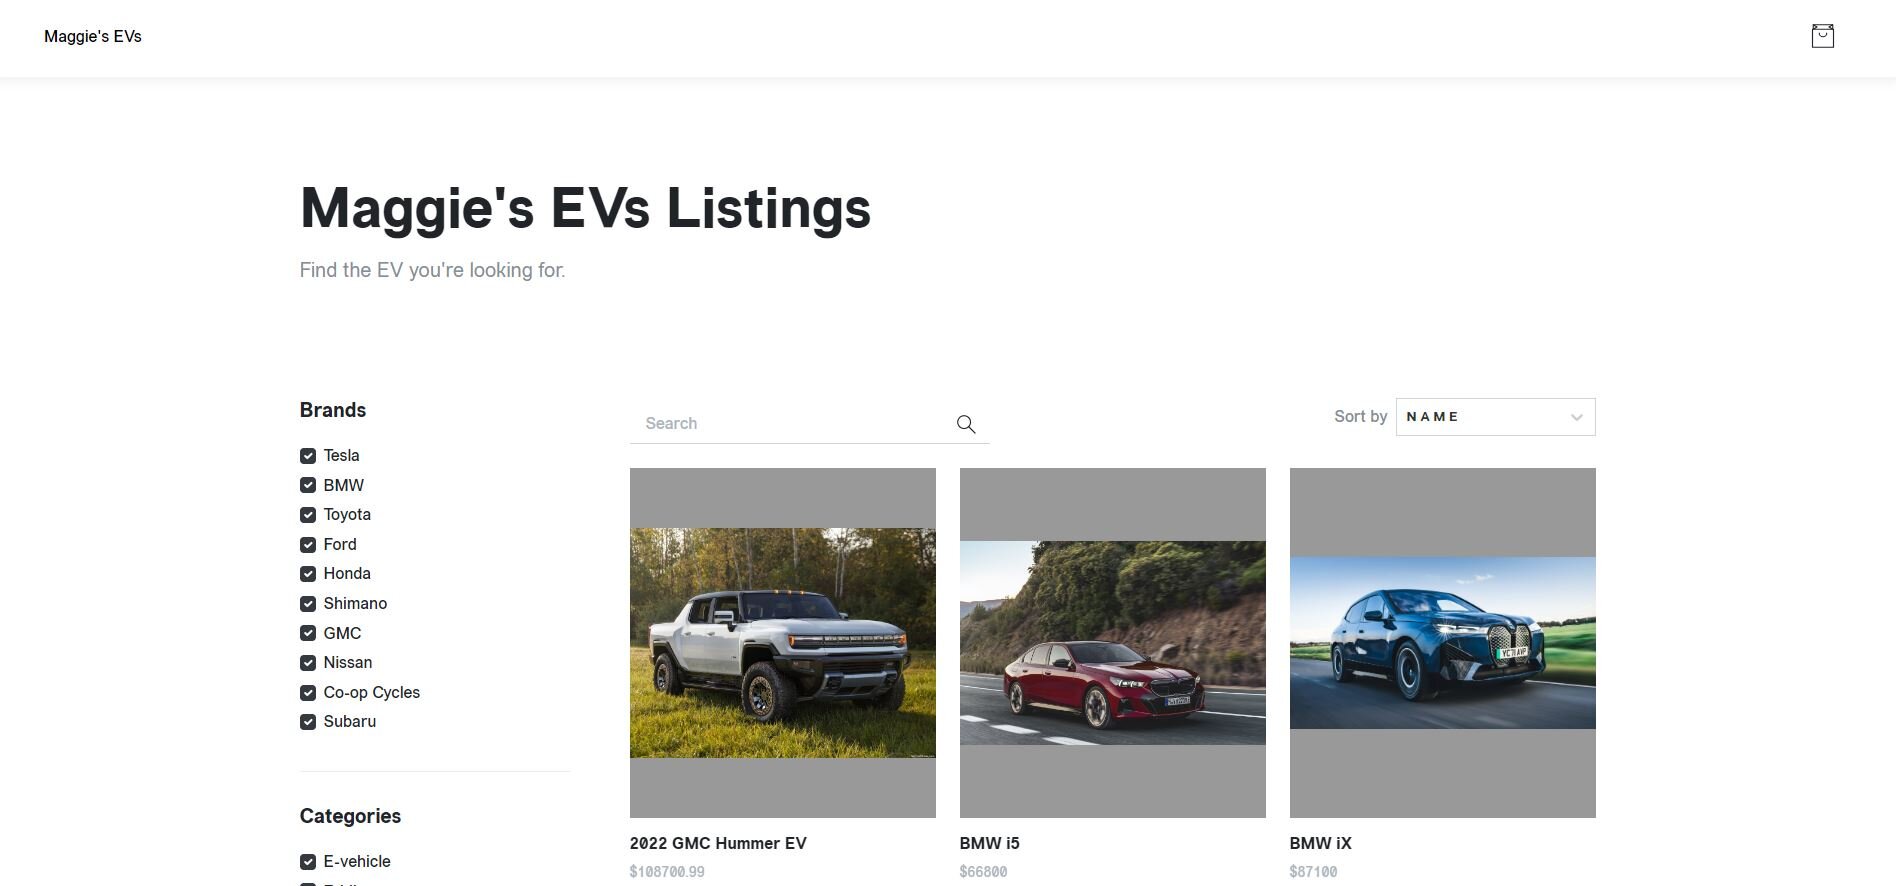 Maggie's EVs
Maggie's EVs Listings
Find the EV you're looking for.
Brands
Tesla
BMW
Toyota
Ford
Honda
Shimano
GMC
Nissan
Co-op Cycles
Subaru
Categories
E-vehicle
Search
Sort by NAME
YC71 AVP
2022 GMC Hummer EV
$108700.99
BMW i5
$66800
BMW iX
$87100